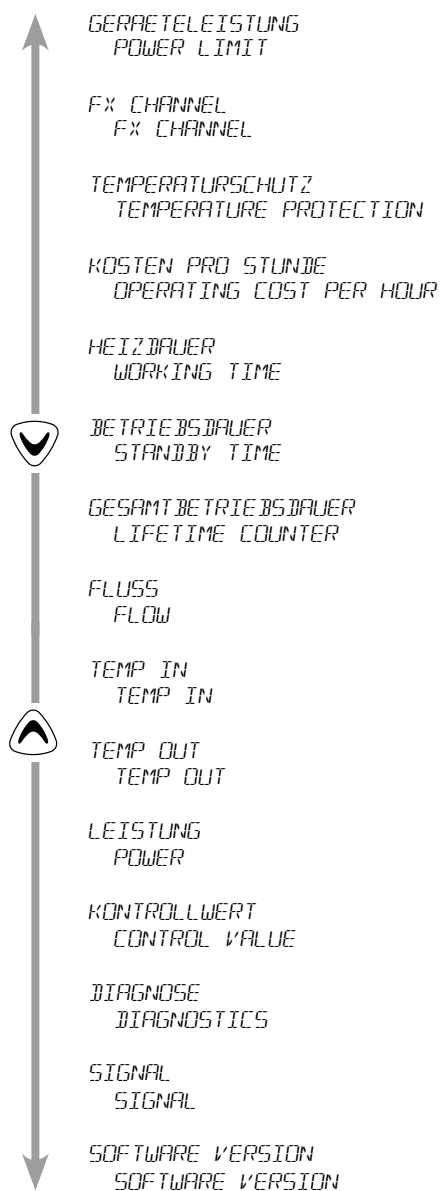 GERAETELEISTUNG
POWER LIMIT
FX CHANNEL
FX CHANNEL
TEMPERATURSCHUTZ
TEMPERATURE PROTECTION
KOSTEN PRO STUNDE
OPERATING COST PER HOUR
HEIZDAUER
WORKING TIME
BETRIEBSDAUER
STANDBY TIME
GESAMTBETRIEBSDAUER
LIFETIME COUNTER
FLUSS
FLOW
TEMP IN
TEMP IN
TEMP OUT
TEMP OUT
LEISTUNG
POWER
KONTROLLWERT
CONTROL VALUE
DIAGNOSE
DIAGNOSTICS
SIGNAL
SIGNAL
SOFTWARE VERSION
SOFTWARE VERSION